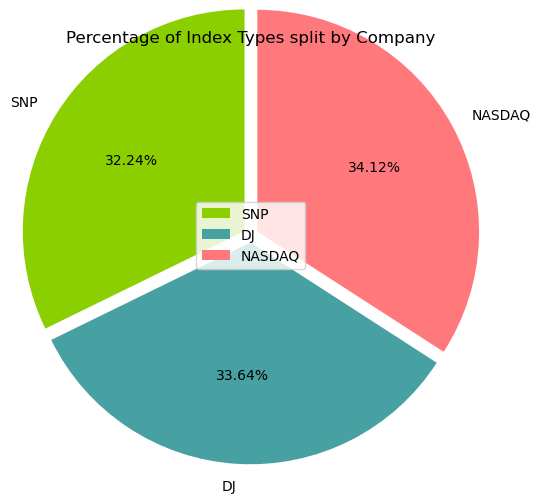 Percentage of Index Types split by Company
SNP
NASDAQ
32.24%
34.12%
SNP
DJ
NASDAQ
33.64%
DJ